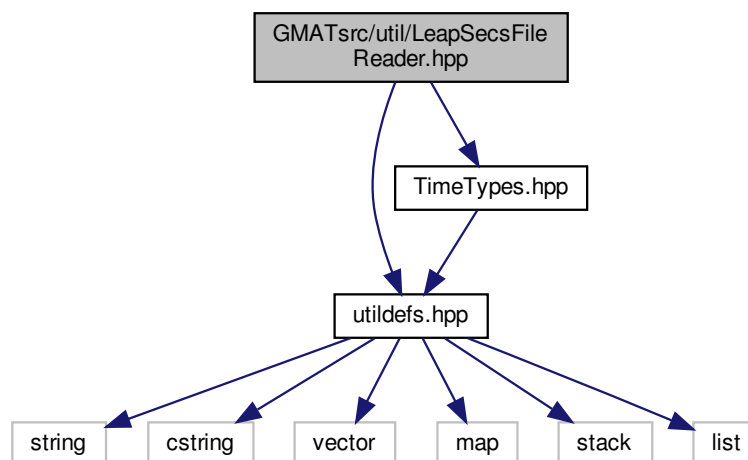 GMATsrc/util/LeapSecsFile
Reader.hpp
TimeTypes.hpp
utildefs.hpp
string
cstring
vector
map
stack
list